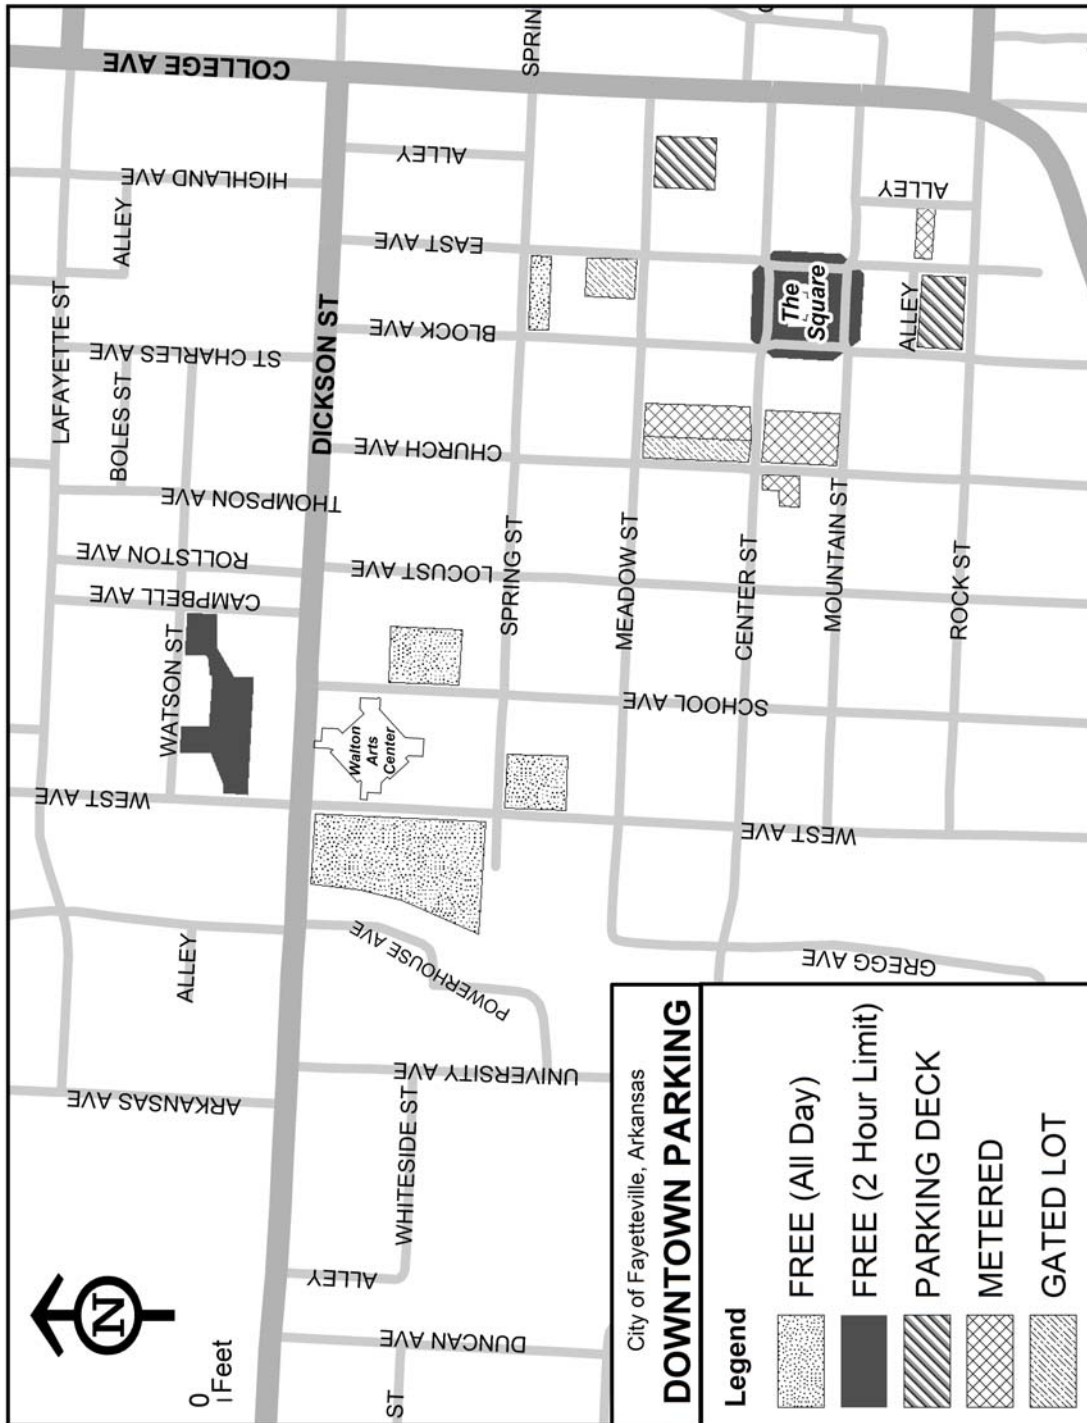 LAFAYETTE ST
WEST AVE
ARKANSAS AVE
ROLLSTON AVE
CAMPBELL AVE
ST CHARLES AVE
COLLEGE AVE
BOLES ST
ALLEY
HIGHLAND AVE
THOMPSON AVE
WATSON ST
ALLEY
N
0
Feet
DICKSON ST
ALLEY
DUNCAN AVE
ST
WHITESIDE ST
UNIVERSITY AVE
POWERHOUSE AVE
Walton
Arts
Center
LOCUST AVE
CHURCH AVE
BLOCK AVE
EAST AVE
ALLEY
SPRING ST
SPRIN
MEADOW ST
SCHOOL AVE
CENTER ST
WEST AVE
The
Square
MOUNTAIN ST
GREGG AVE
ALLEY
ALLEY
ROCK ST
City of Fayetteville, Arkansas
DOWNTOWN PARKING
Legend
FREE (All Day)
FREE (2 Hour Limit)
PARKING DECK
METERED
GATED LOT